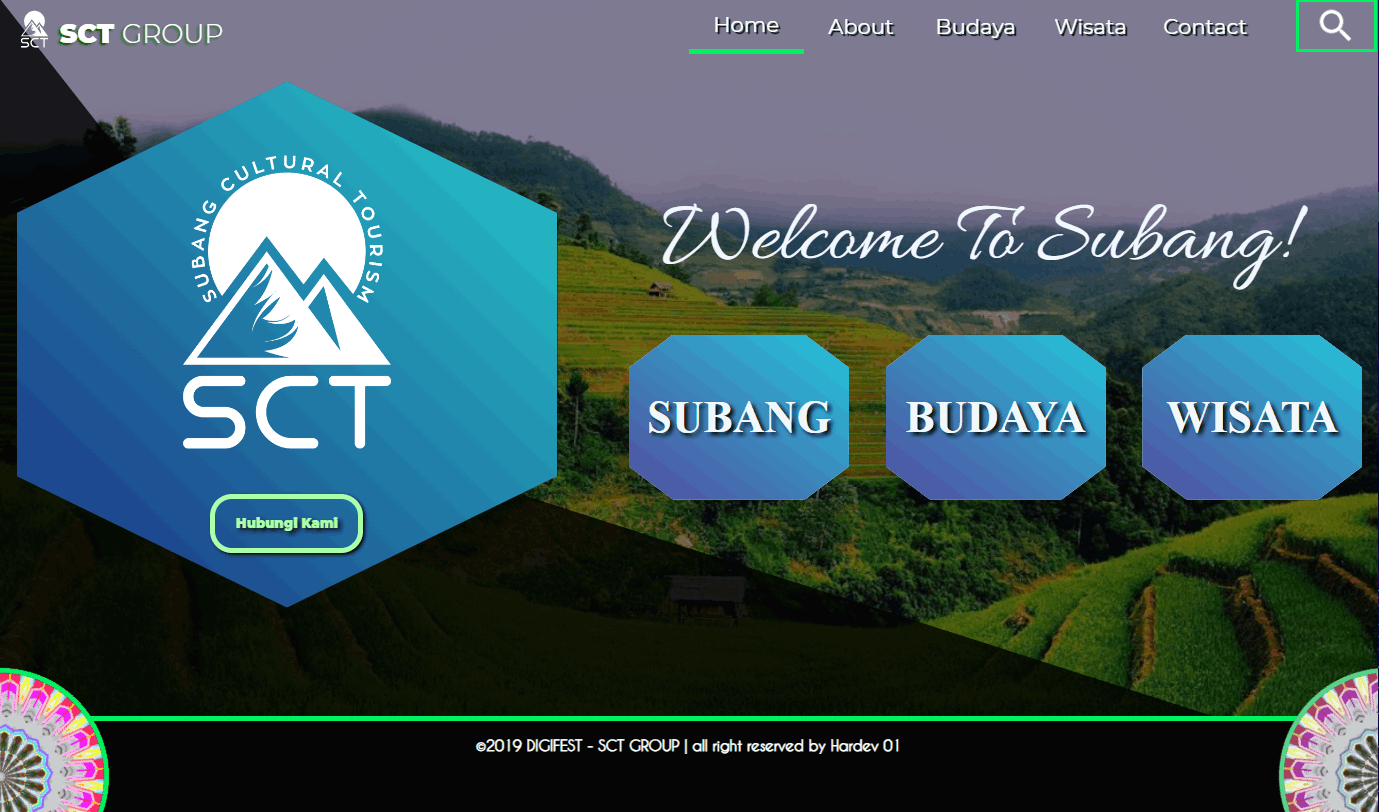 SCT
SCT GROUP
Home
About
Budaya
Wisata
Contact
SUBANG CULTURAL TOURISM
SCT
Hubungi Kami
Welcome To Subang!
SUBANG
BUDAYA
WISATA
©2019 DIGIFEST - SCT GROUP | all right reserved by Hardev 01